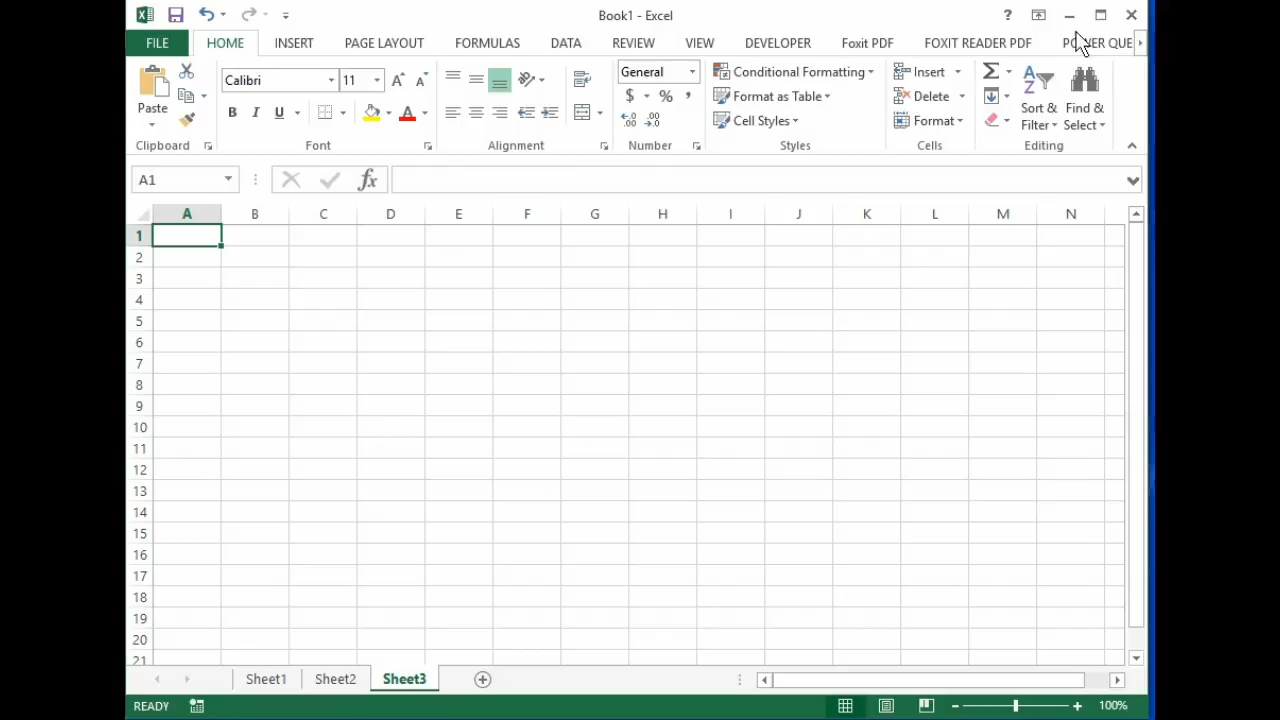 Book1 - Excel
?
FILE HOME INSERT PAGE LAYOUT FORMULAS DATA REVIEW VIEW DEVELOPER Foxit PDF FOXIT READER PDF POWER QUE
Calibri 11 General Conditional Formatting Insert Σ
Paste B I U A $ % , Format as Table Delete Sort & Filter Find & Select
Cell Styles Format
Clipboard Font Alignment Number Styles Cells Editing
A1 fx
A B C D E F G H I J K L M N
1
2
3
4
5
6
7
8
9
10
11
12
13
14
15
16
17
18
19
20
21
Sheet1 Sheet2 Sheet3
READY 100%